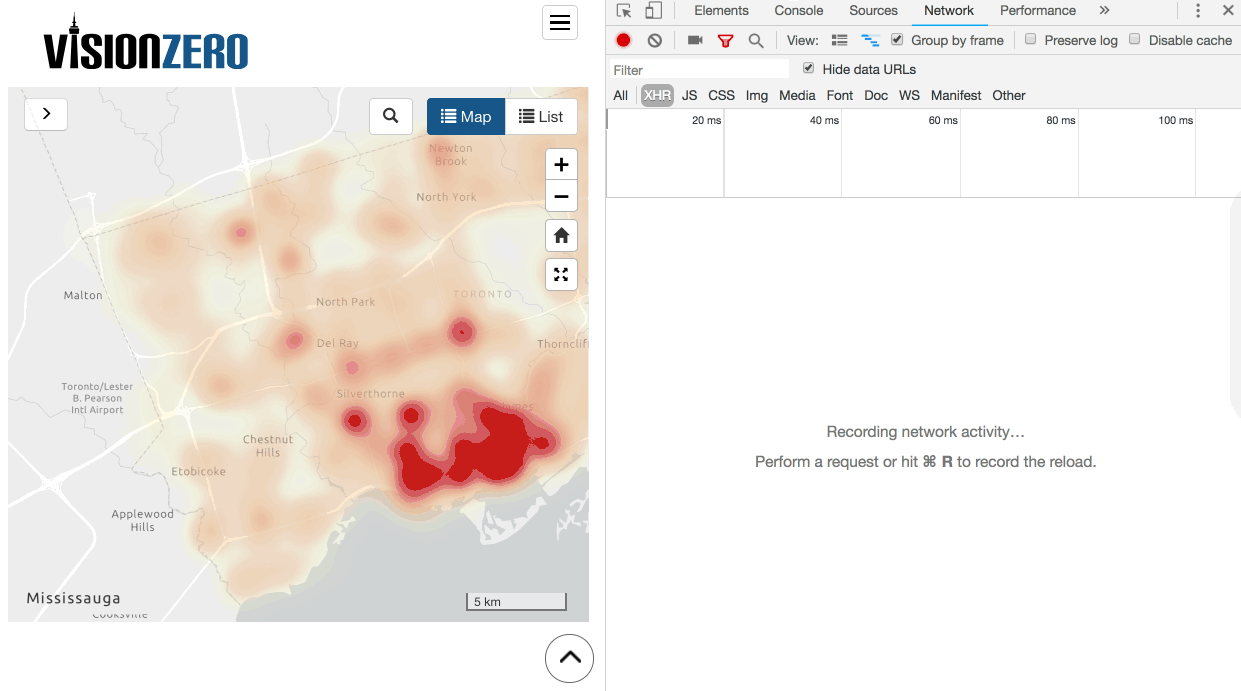 VISIONZERO
Map
List
Newton
Brook
North York
Malton
North Park
TORONTO
Del Ray
Thornclif
Toronto/Lester
B. Pearson
Intl Airport
Silverthorne
Chestnut
Hills
Etobicoke
Applewood
Hills
Mississauga
Cooksville
5 km
Elements
Console
Sources
Network
Performance
»
View:
Group by frame
Preserve log
Disable cache
Filter
Hide data URLs
All
XHR
JS
CSS
Img
Media
Font
Doc
WS
Manifest
Other
20 ms
40 ms
60 ms
80 ms
100 ms
Recording network activity…
Perform a request or hit ⌘ R to record the reload.